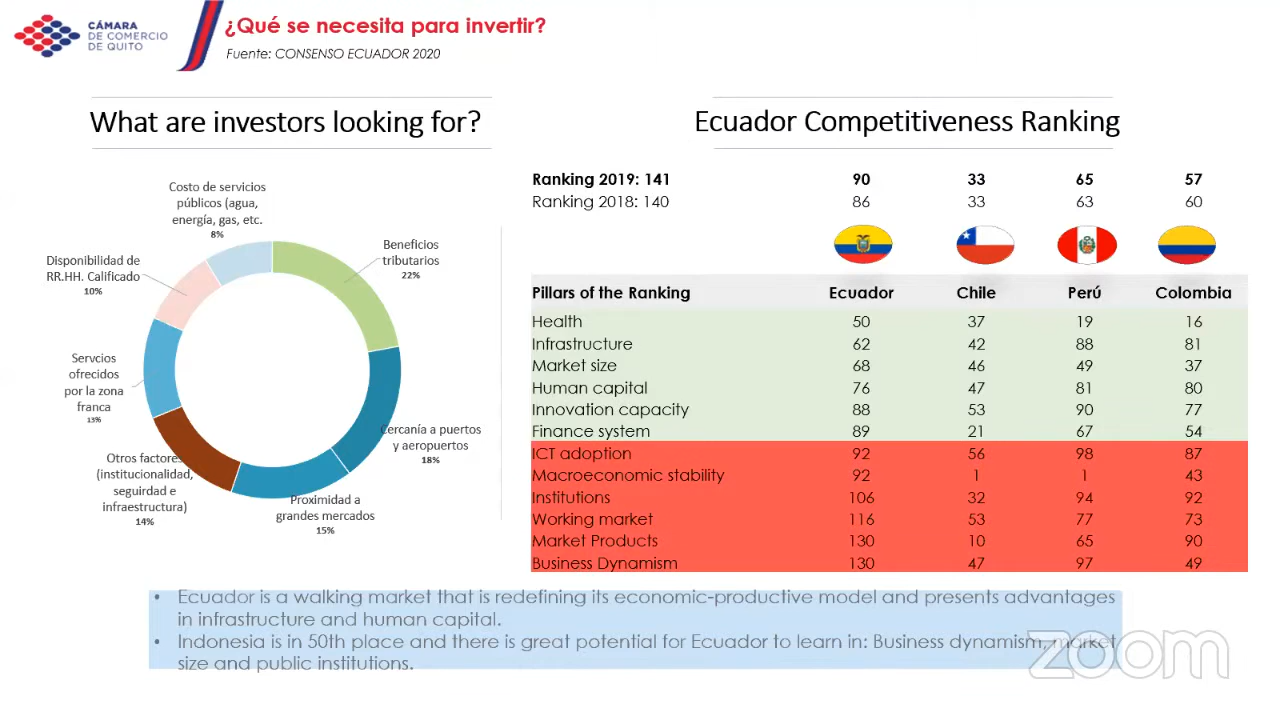 CÁMARA
DE COMERCIO
DE QUITO
¿Qué se necesita para invertir?
Fuente: CONSENSO ECUADOR 2020
What are investors looking for?
Costo de servicios
públicos (agua,
energía, gas, etc.
8%
Beneficios
tributarios
22%
Disponibilidad de
RR.HH. Calificado
10%
Servcios
ofrecidos
por la zona
franca
13%
Cercanía a puertos
y aeropuertos
18%
Otros factores
(institucionalidad,
seguirdad e
infraestructura)
14%
Proximidad a
grandes mercados
15%
Ecuador Competitiveness Ranking
Ranking 2019: 141 90 33 65 57
Ranking 2018: 140 86 33 63 60
Pillars of the Ranking Ecuador Chile Perú Colombia
Health 50 37 19 16
Infrastructure 62 42 88 81
Market size 68 46 49 37
Human capital 76 47 81 80
Innovation capacity 88 53 90 77
Finance system 89 21 67 54
ICT adoption 92 56 98 87
Macroeconomic stability 92 1 1 43
Institutions 106 32 94 92
Working market 116 53 77 73
Market Products 130 10 65 90
Business Dynamism 130 47 97 49
• Ecuador is a walking market that is redefining its economic-productive model and presents advantages
in infrastructure and human capital.
• Indonesia is in 50th place and there is great potential for Ecuador to learn in: Business dynamism, market
size and public institutions.
zoom